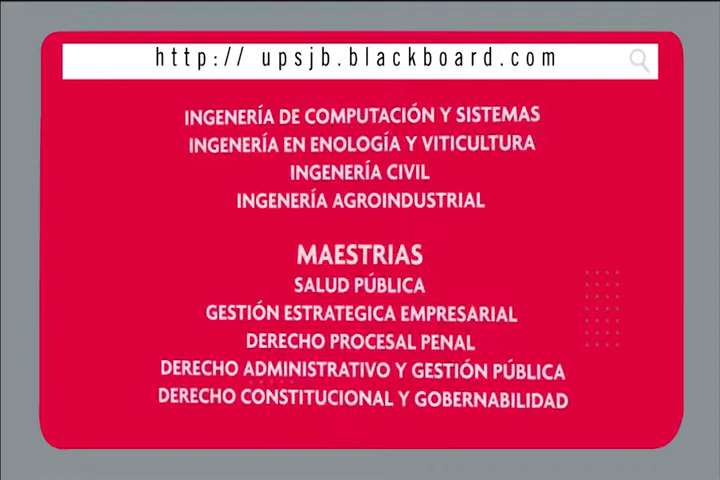 http:// upsjb.blackboard.com
INGENERÍA DE COMPUTACIÓN Y SISTEMAS
INGENERÍA EN ENOLOGÍA Y VITICULTURA
INGENERÍA CIVIL
INGENERÍA AGROINDUSTRIAL
MAESTRIAS
SALUD PÚBLICA
GESTIÓN ESTRATEGICA EMPRESARIAL
DERECHO PROCESAL PENAL
DERECHO ADMINISTRATIVO Y GESTIÓN PÚBLICA
DERECHO CONSTITUCIONAL Y GOBERNABILIDAD